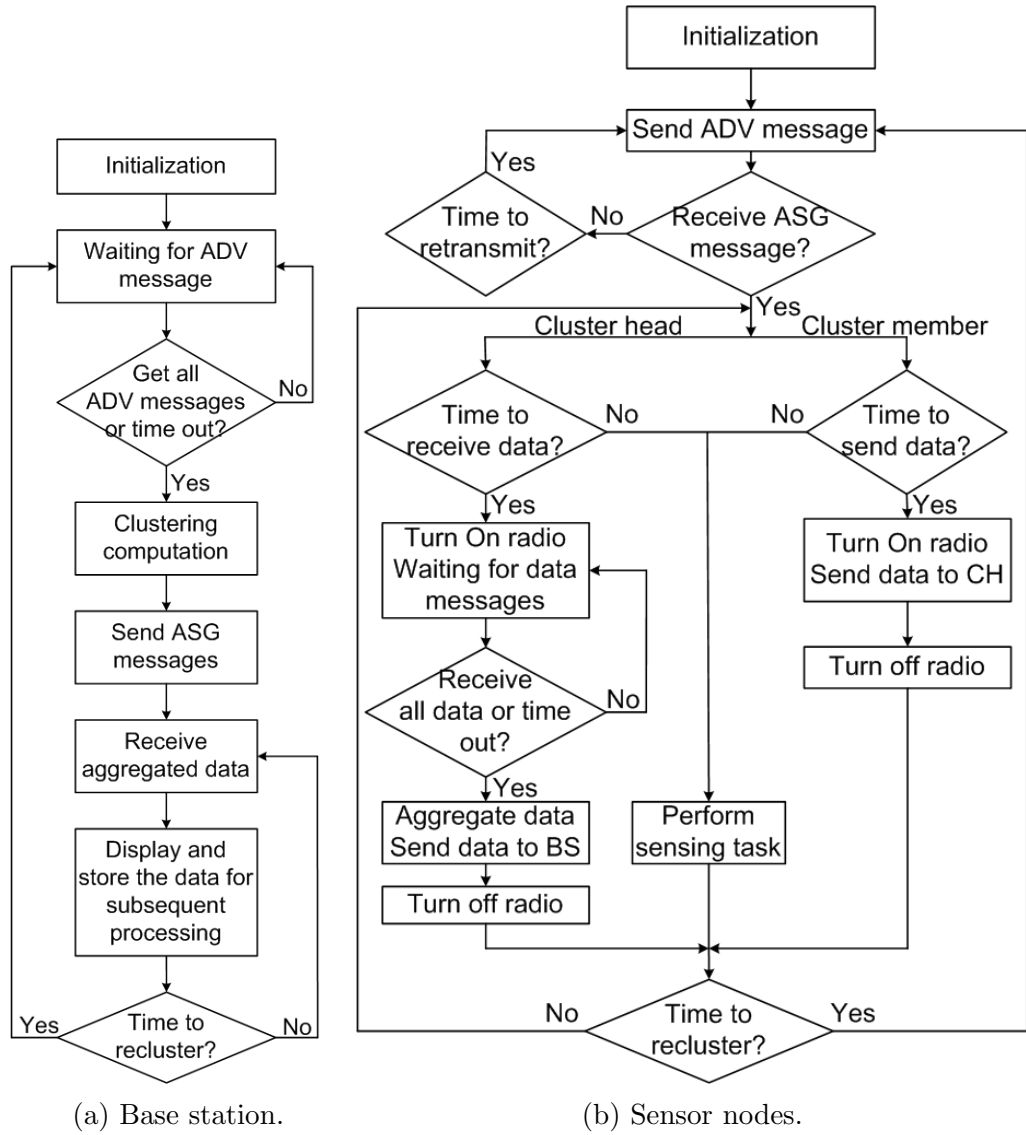 Initialization
Waiting for ADV
message
Get all
ADV messages
or time out?
No
Yes
Clustering
computation
Send ASG
messages
Receive
aggregated data
Display and
store the data for
subsequent
processing
Time to
recluster?
Yes
No
(a) Base station.
Initialization
Send ADV message
Yes
Time to
retransmit?
No
Receive ASG
message?
Yes
Cluster head
Cluster member
Time to
receive data?
No
No
Time to
send data?
Yes
Yes
Turn On radio
Waiting for data
messages
Turn On radio
Send data to CH
Receive
all data or time
out?
No
Turn off radio
Yes
Aggregate data
Send data to BS
Perform
sensing task
Turn off radio
No
Time to
recluster?
Yes
(b) Sensor nodes.